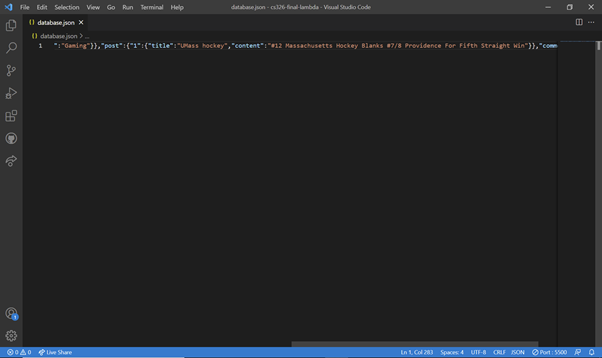 File Edit Selection View Go Run Terminal Help
database.json - cs326-final-lambda - Visual Studio Code
{} database.json
{} database.json > ...
1 ":"Gaming"}},"post":{"1":{"title":"UMass hockey","content":"#12 Massachusetts Hockey Blanks #7/8 Providence For Fifth Straight Win"}},"comm
1
0 0 Live Share Ln 1, Col 283 Spaces: 4 UTF-8 CRLF JSON Port : 5500